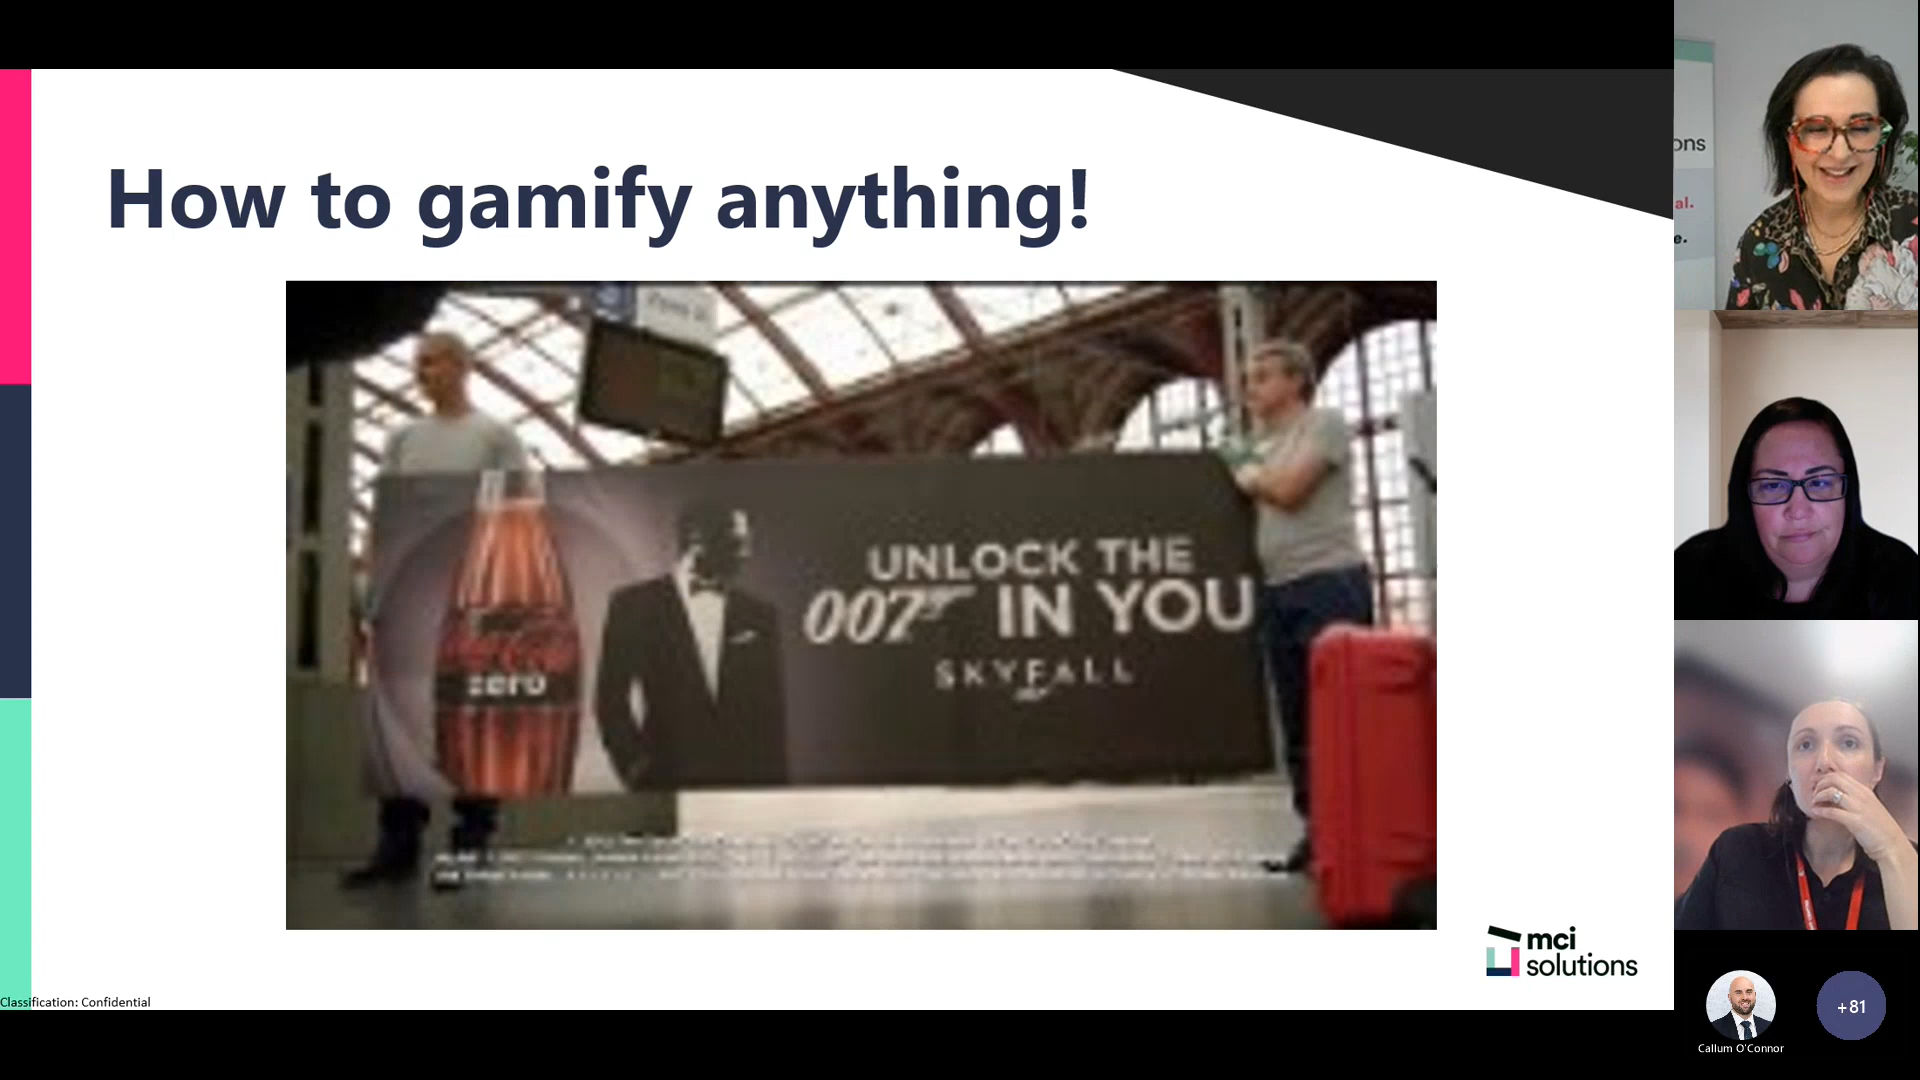 How to gamify anything!
zero
UNLOCK THE
007 IN YOU
SKYFALL
mci
solutions
Classification: Confidential
ons
al.
e.
+81
Callum O'Connor